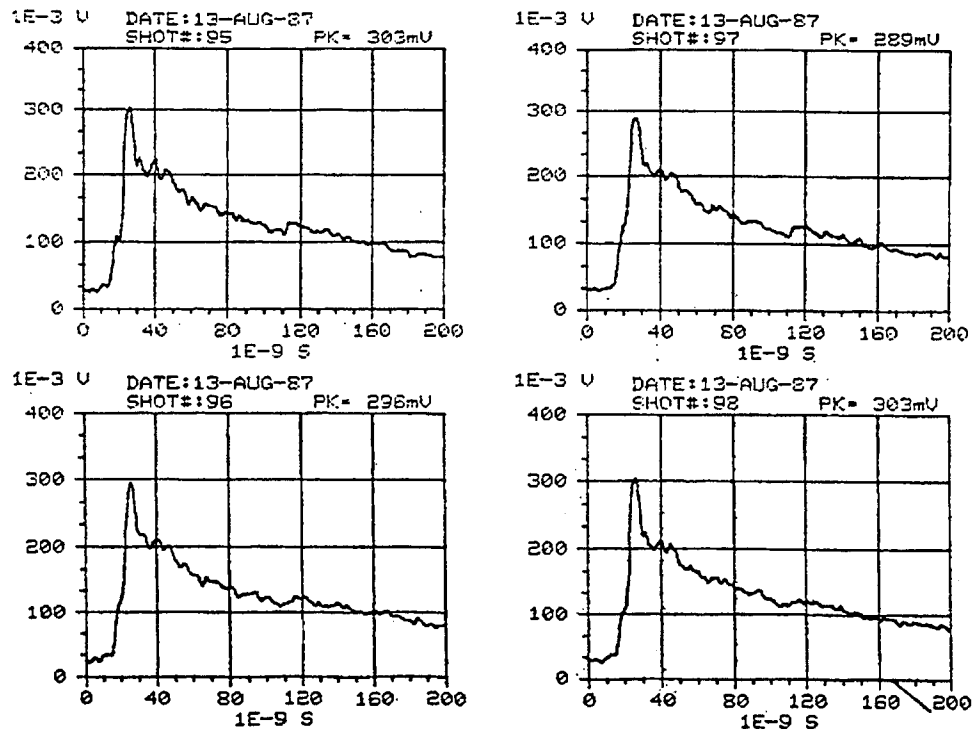 1E-3 V DATE:13-AUG-87
SHOT#:95 PK= 303mV
400
300
200
100
0
0 40 80 120 160 200
1E-9 S
1E-3 V DATE:13-AUG-87
SHOT#:97 PK= 289mV
400
300
200
100
0
0 40 80 120 160 200
1E-9 S
1E-3 V DATE:13-AUG-87
SHOT#:96 PK= 296mV
400
300
200
100
0
0 40 80 120 160 200
1E-9 S
1E-3 V DATE:13-AUG-87
SHOT#:98 PK= 303mV
400
300
200
100
0
0 40 80 120 160 200
1E-9 S